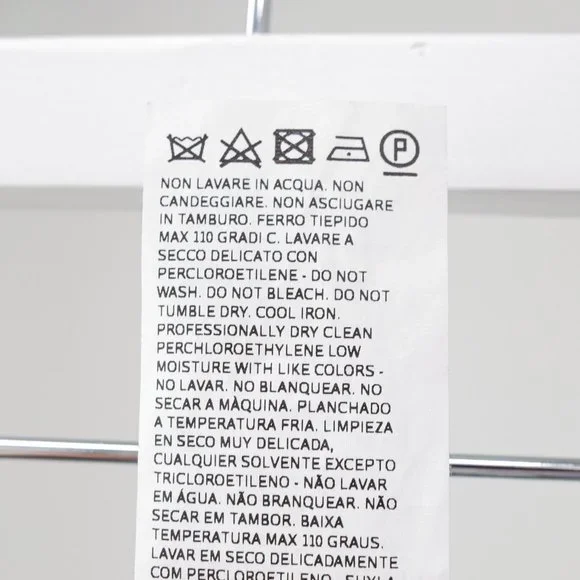 P
NON LAVARE IN ACQUA. NON
CANDEGGIARE. NON ASCIUGARE
IN TAMBURO. FERRO TIEPIDO
MAX 110 GRADI C. LAVARE A
SECCO DELICATO CON
PERCLOROETILENE - DO NOT
WASH. DO NOT BLEACH. DO NOT
TUMBLE DRY. COOL IRON.
PROFESSIONALLY DRY CLEAN
PERCHLOROETHYLENE LOW
MOISTURE WITH LIKE COLORS -
NO LAVAR. NO BLANQUEAR. NO
SECAR A MÀQUINA. PLANCHADO
A TEMPERATURA FRIA. LIMPIEZA
EN SECO MUY DELICADA,
CUALQUIER SOLVENTE EXCEPTO
TRICLOROETILENO - NÃO LAVAR
EM ÁGUA. NÃO BRANQUEAR. NÃO
SECAR EM TAMBOR. BAIXA
TEMPERATURA MAX 110 GRAUS.
LAVAR EM SECO DELICADAMENTE
COM PERCLOROETILENO -